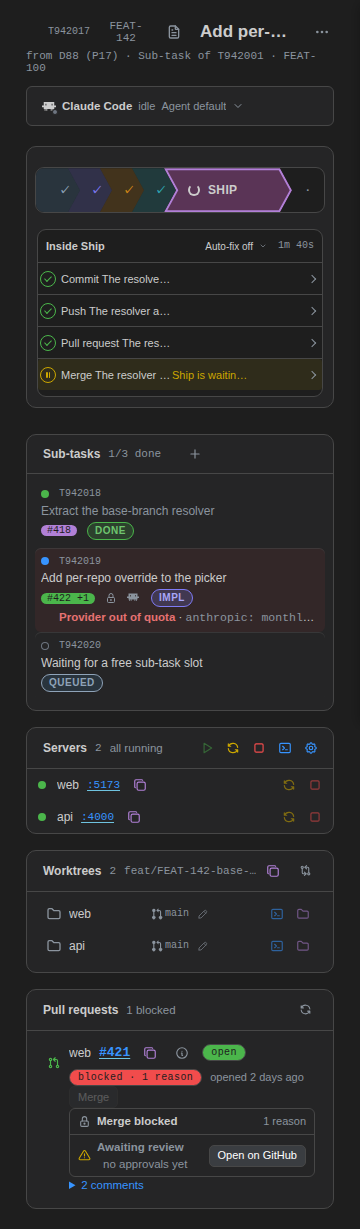 T942017 FEAT-142 Add per-…
from D88 (P17) · Sub-task of T942001 · FEAT-100
Claude Code idle Agent default
SHIP
Inside Ship Auto-fix off 1m 40s
Commit The resolve…
Push The resolver a…
Pull request The res…
Merge The resolver … Ship is waitin…
Sub-tasks 1/3 done
T942018
Extract the base-branch resolver
#418 DONE
T942019
Add per-repo override to the picker
#422 +1 IMPL
Provider out of quota · anthropic: monthl…
T942020
Waiting for a free sub-task slot
QUEUED
Servers 2 all running
web :5173
api :4000
Worktrees 2 feat/FEAT-142-base-…
web main
api main
Pull requests 1 blocked
web #421 open
blocked · 1 reason opened 2 days ago
Merge
Merge blocked 1 reason
Awaiting review
no approvals yet
Open on GitHub
2 comments